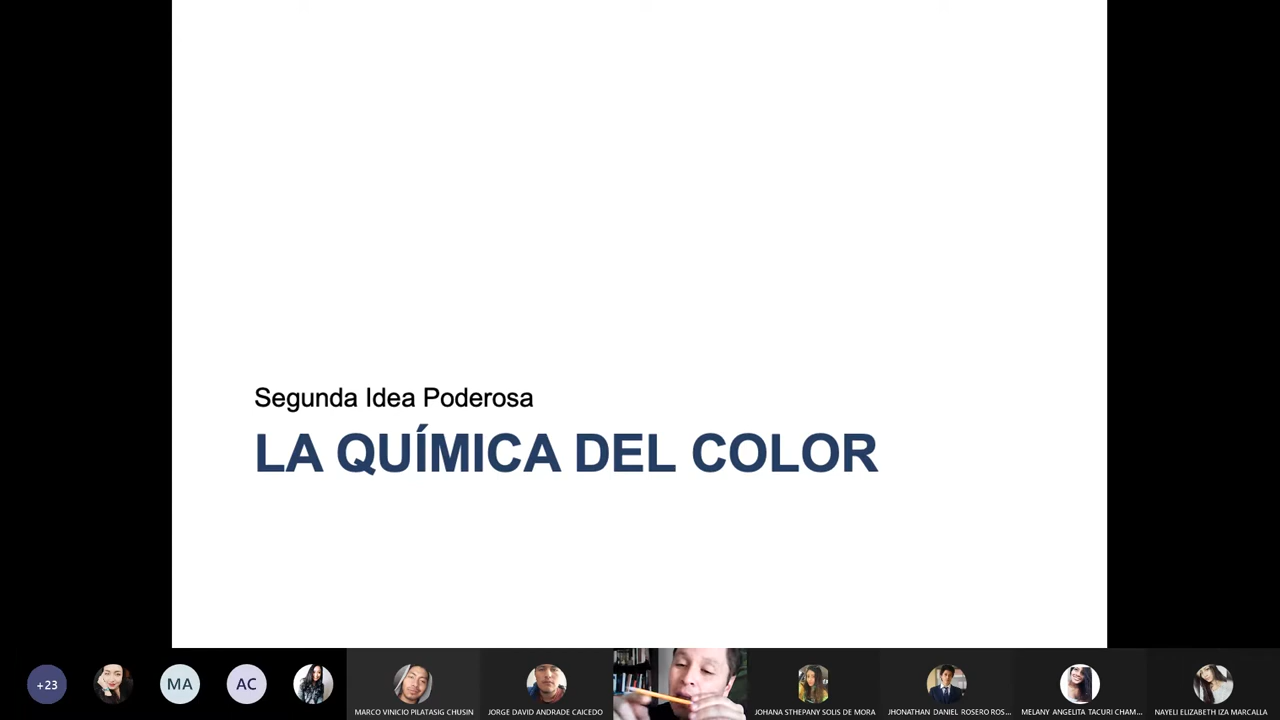 Segunda Idea Poderosa
LA QUÍMICA DEL COLOR
+23
MA
AC
MARCO VINICIO PILATASIG CHUSIN
JORGE DAVID ANDRADE CAICEDO
JOHANA STHEPANY SOLIS DE MORA
JHONATHAN DANIEL ROSERO ROS...
MELANY ANGELITA TACURI CHAM...
NAYELI ELIZABETH IZA MARCALLA